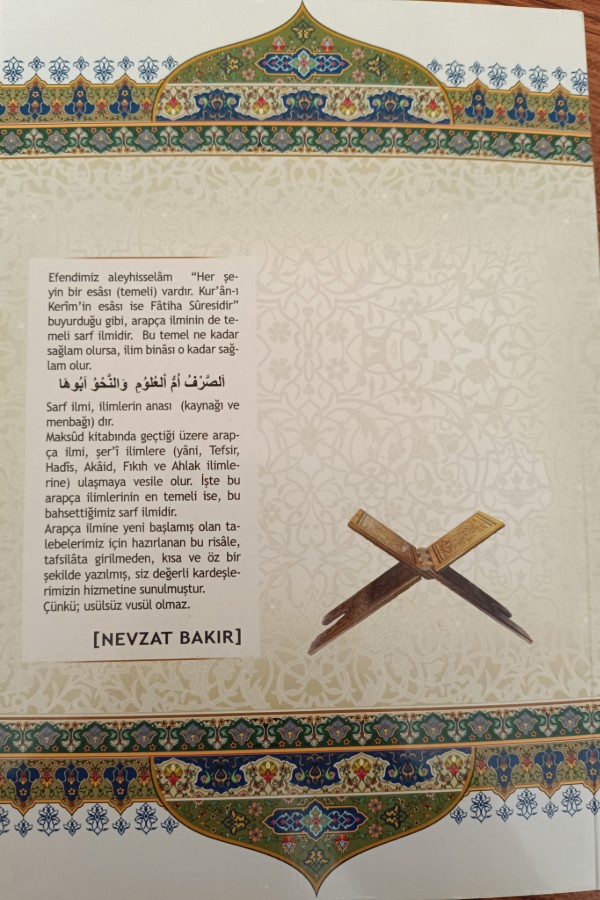 Efendimiz aleyhisselâm "Her şe-
yin bir esâsı (temeli) vardır. Kur'ân-ı
Kerîm'in esâsı ise Fâtiha Sûresidir"
buyurduğu gibi, arapça ilminin de te-
meli sarf ilmidir. Bu temel ne kadar
sağlam olursa, ilim binâsı o kadar sağ-
lam olur.
اَلصَّرْفُ اُمُّ الْعُلُومِ وَالنَّحْوُ اَبُوهَا
Sarf ilmi, ilimlerin anası (kaynağı ve
menbağı) dır.
Maksûd kitabında geçtiği üzere arap-
ça ilmi, şer'î ilimlere (yâni, Tefsir,
Hadîs, Akâid, Fıkıh ve Ahlak ilimle-
rine) ulaşmaya vesile olur. İşte bu
arapça ilimlerinin en temeli ise, bu
bahsettiğimiz sarf ilmidir.
Arapça ilmine yeni başlamış olan ta-
lebelerimiz için hazırlanan bu risâle,
tafsilâta girilmeden, kısa ve öz bir
şekilde yazılmış, siz değerli kardeşle-
rimizin hizmetine sunulmuştur.
Çünkü; usülsüz vusül olmaz.
[NEVZAT BAKIR]